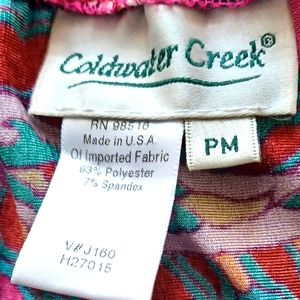 Coldwater Creek®
PM
RN 98516
Made in U.S.A.
Of Imported Fabric
93% Polyester
7% Spandex
V#J160
H27015